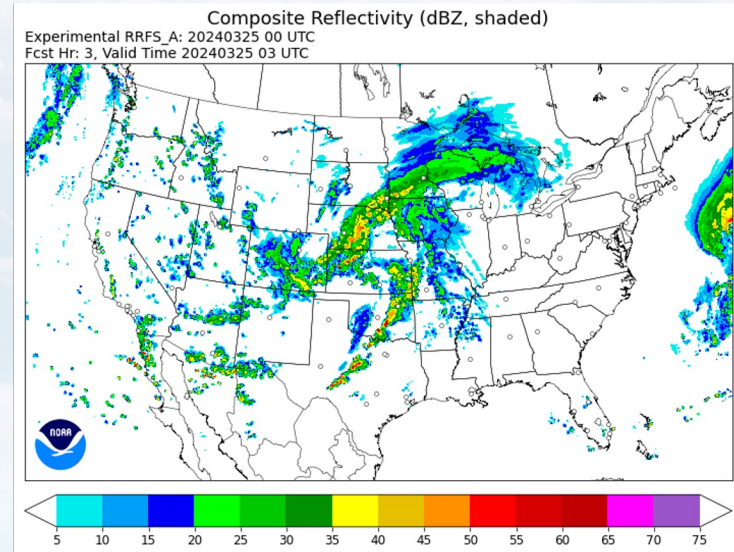 Composite Reflectivity (dBZ, shaded)
Experimental RRFS_A: 20240325 00 UTC
Fcst Hr: 3, Valid Time 20240325 03 UTC
NOAA
5 10 15 20 25 30 35 40 45 50 55 60 65 70 75